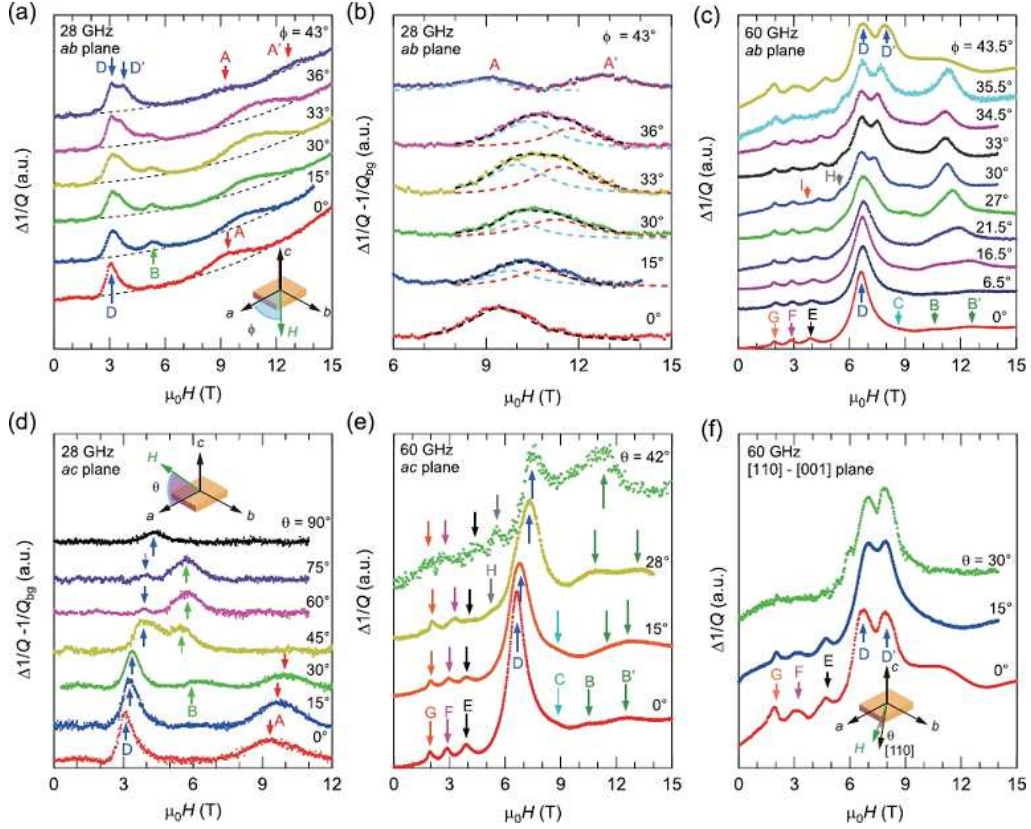 (a)
28 GHz
ab plane
ϕ = 43°
D
D'
A
A'
36°
33°
30°
15°
0°
A
B
D
c
a
b
ϕ
H
Δ1/Q (a.u.)
0 3 6 9 12 15
μ₀H (T)
(b)
28 GHz
ab plane
ϕ = 43°
A
A'
36°
33°
30°
15°
0°
Δ1/Q -1/Qbg (a.u.)
6 9 12 15
μ₀H (T)
(c)
60 GHz
ab plane
ϕ = 43.5°
D
D'
35.5°
34.5°
33°
H
I
30°
27°
21.5°
16.5°
6.5°
0°
G
F
E
D
C
B
B'
Δ1/Q (a.u.)
0 3 6 9 12 15
μ₀H (T)
(d)
28 GHz
ac plane
c
H
θ
a
b
θ = 90°
75°
60°
45°
30°
B
15°
A
0°
D
Δ1/Q -1/Qbg (a.u.)
0 3 6 9 12 15
μ₀H (T)
(e)
60 GHz
ac plane
θ = 42°
28°
H
15°
0°
G
F
E
D
C
B
B'
Δ1/Q (a.u.)
0 3 6 9 12 15
μ₀H (T)
(f)
60 GHz
[110] - [001] plane
θ = 30°
15°
0°
G
F
E
D
D'
c
a
b
θ
H
[110]
Δ1/Q (a.u.)
0 3 6 9 12 15
μ₀H (T)